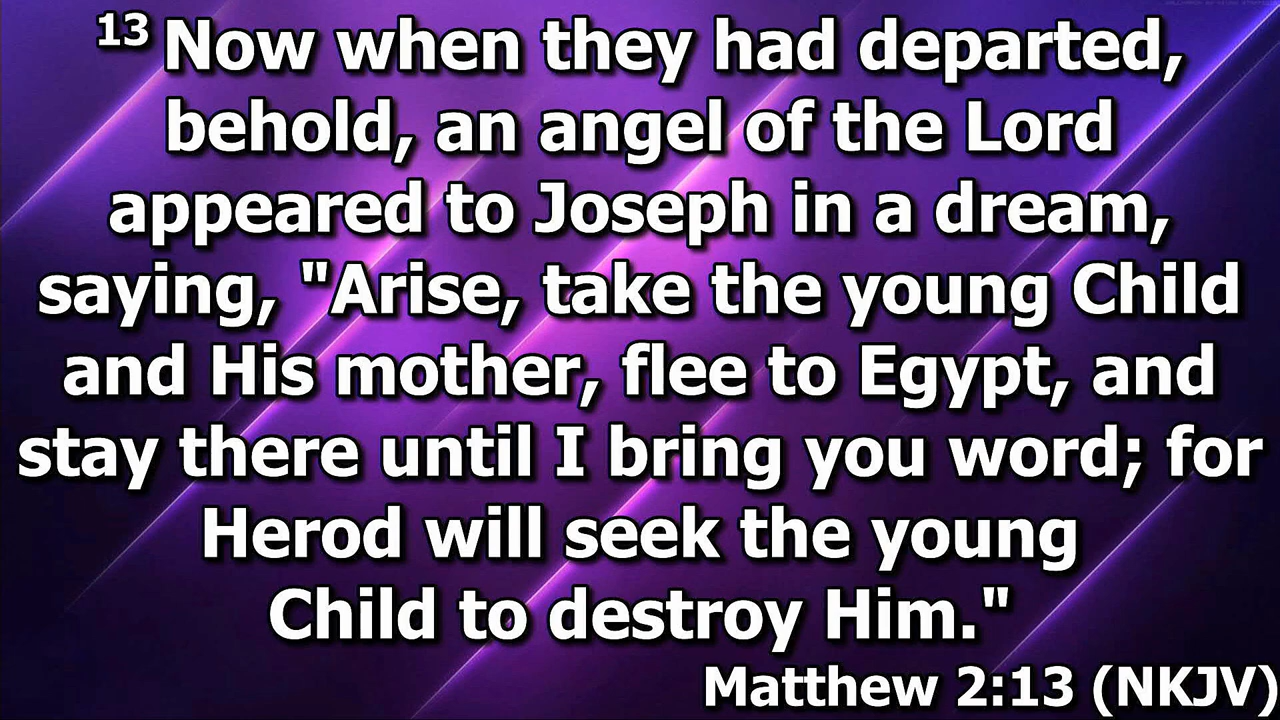 13 Now when they had departed,
behold, an angel of the Lord
appeared to Joseph in a dream,
saying, "Arise, take the young Child
and His mother, flee to Egypt, and
stay there until I bring you word; for
Herod will seek the young
Child to destroy Him."
Matthew 2:13 (NKJV)